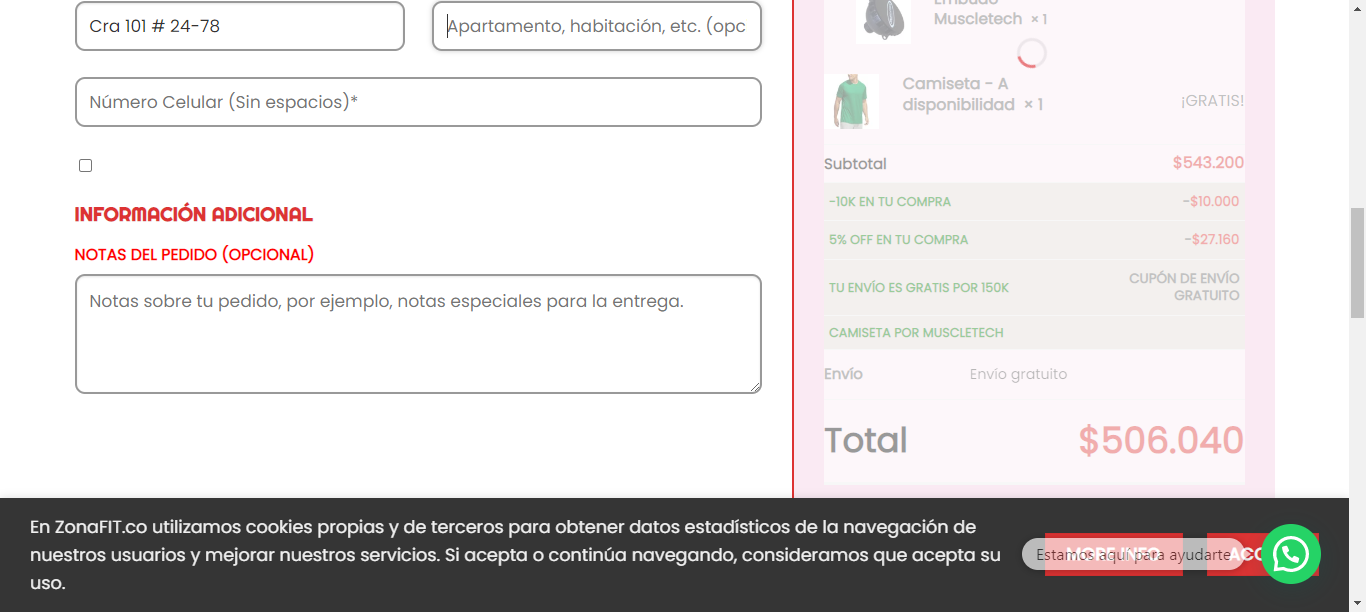 Cra 101 # 24-78
Apartamento, habitación, etc. (opc
Número Celular (Sin espacios)*
INFORMACIÓN ADICIONAL
NOTAS DEL PEDIDO (OPCIONAL)
Notas sobre tu pedido, por ejemplo, notas especiales para la entrega.
Embudo
Muscletech × 1
Camiseta - A
disponibilidad × 1
¡GRATIS!
Subtotal $543.200
-10K EN TU COMPRA -$10.000
5% OFF EN TU COMPRA -$27.160
TU ENVÍO ES GRATIS POR 150K
CUPÓN DE ENVÍO
GRATUITO
CAMISETA POR MUSCLETECH
Envío Envío gratuito
Total $506.040
En ZonaFIT.co utilizamos cookies propias y de terceros para obtener datos estadísticos de la navegación de
nuestros usuarios y mejorar nuestros servicios. Si acepta o continúa navegando, consideramos que acepta su
uso.
MORE INFO
Estamos aquí para ayudarte